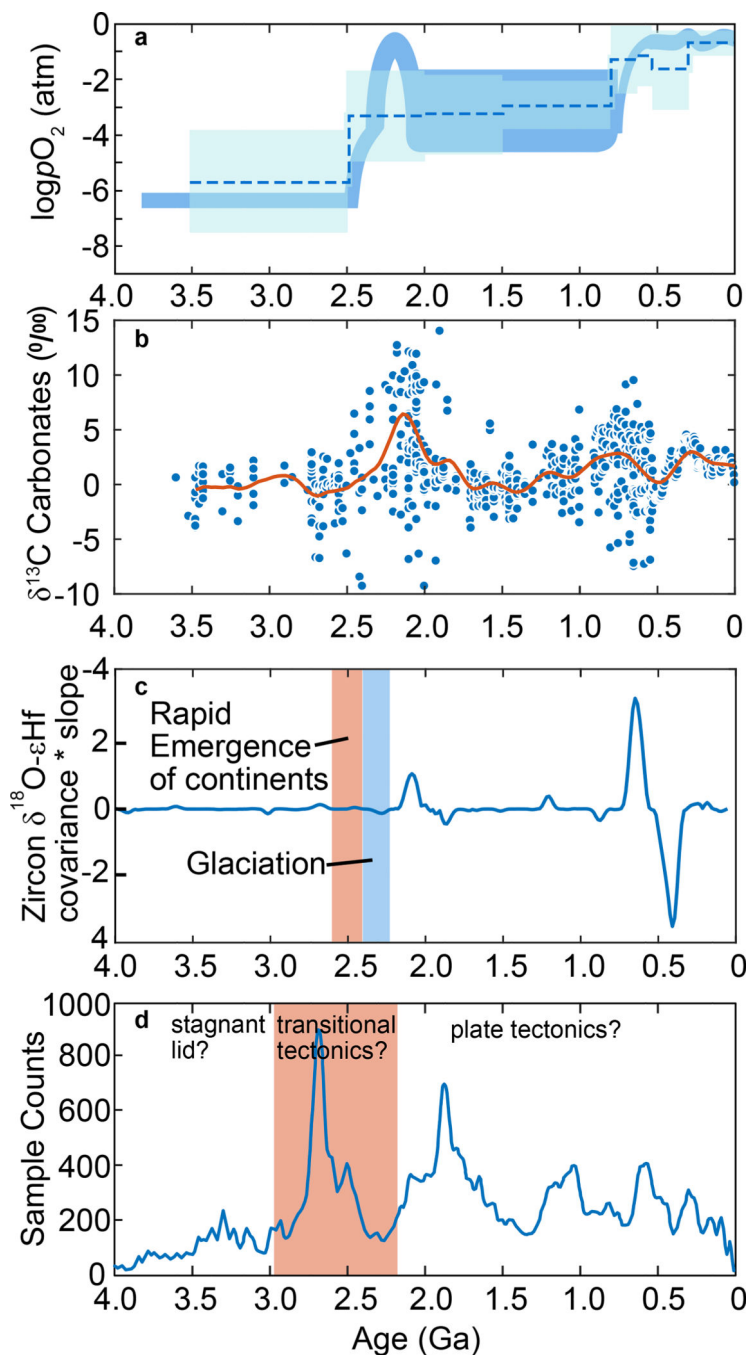 a
0
-2
-4
-6
-8
logpO₂ (atm)
4.0 3.5 3.0 2.5 2.0 1.5 1.0 0.5 0.0
b
15
10
5
0
-5
-10
δ¹³C Carbonates (⁰/₀₀)
4.0 3.5 3.0 2.5 2.0 1.5 1.0 0.5 0
c
-4
2
0
-2
4
Zircon δ¹⁸O-εHf
covariance * slope
Rapid
Emergence
of continents
Glaciation
4.0 3.5 3.0 2.5 2.0 1.5 1.0 0.5 0
d
1000
800
600
400
200
0
Sample Counts
stagnant
lid?
transitional
tectonics?
plate tectonics?
4.0 3.5 3.0 2.5 2.0 1.5 1.0 0.5 0
Age (Ga)